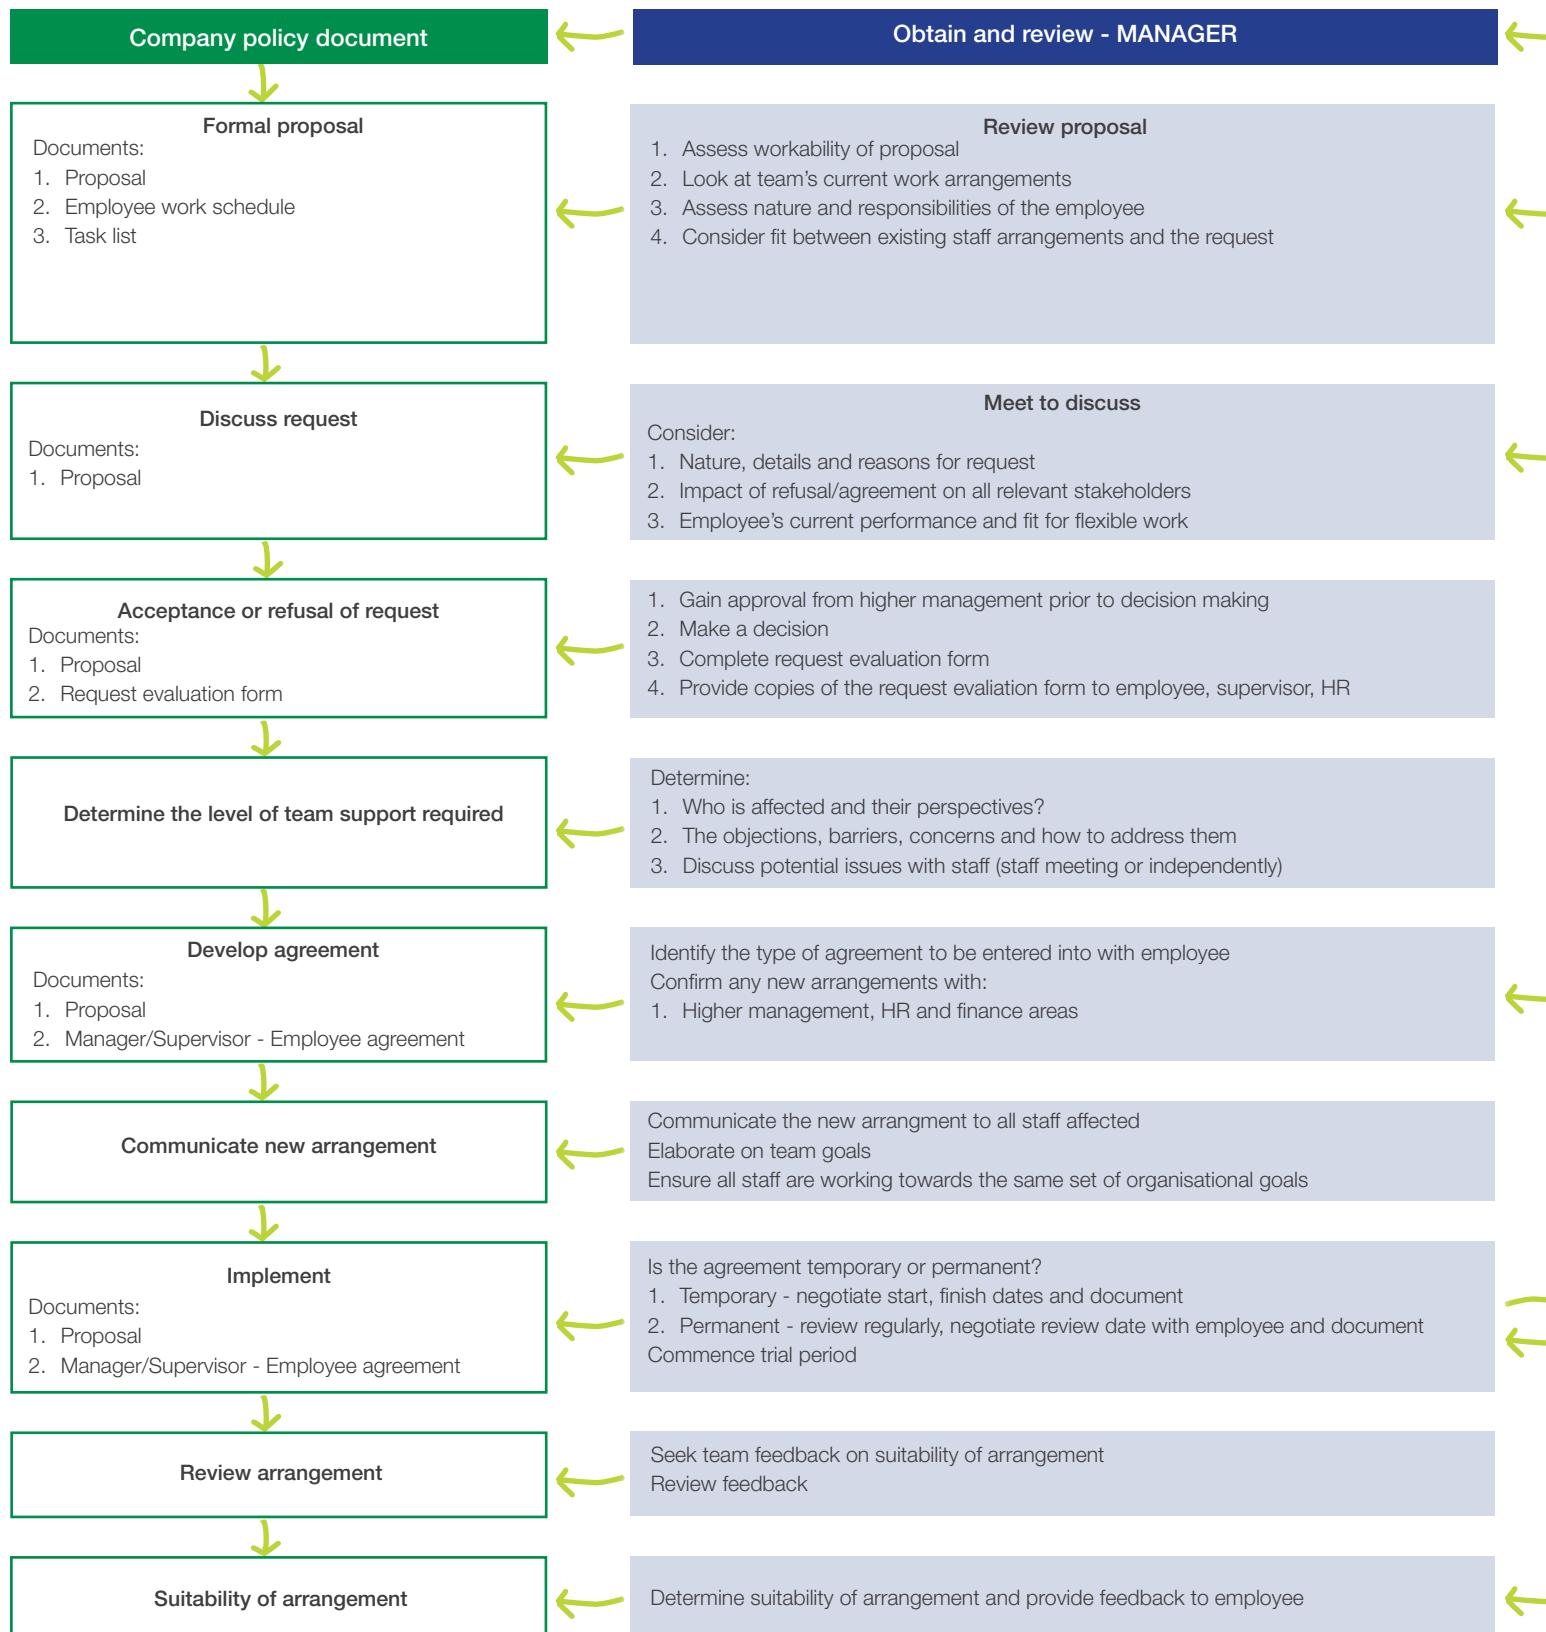 Company policy document
Obtain and review - MANAGER
Formal proposal
Documents:
1. Proposal
2. Employee work schedule
3. Task list
Review proposal
1. Assess workability of proposal
2. Look at team's current work arrangements
3. Assess nature and responsibilities of the employee
4. Consider fit between existing staff arrangements and the request
Discuss request
Documents:
1. Proposal
Meet to discuss
Consider:
1. Nature, details and reasons for request
2. Impact of refusal/agreement on all relevant stakeholders
3. Employee's current performance and fit for flexible work
Acceptance or refusal of request
Documents:
1. Proposal
2. Request evaluation form
1. Gain approval from higher management prior to decision making
2. Make a decision
3. Complete request evaluation form
4. Provide copies of the request evaliation form to employee, supervisor, HR
Determine the level of team support required
Determine:
1. Who is affected and their perspectives?
2. The objections, barriers, concerns and how to address them
3. Discuss potential issues with staff (staff meeting or independently)
Develop agreement
Documents:
1. Proposal
2. Manager/Supervisor - Employee agreement
Identify the type of agreement to be entered into with employee
Confirm any new arrangements with:
1. Higher management, HR and finance areas
Communicate new arrangement
Communicate the new arrangment to all staff affected
Elaborate on team goals
Ensure all staff are working towards the same set of organisational goals
Implement
Documents:
1. Proposal
2. Manager/Supervisor - Employee agreement
Is the agreement temporary or permanent?
1. Temporary - negotiate start, finish dates and document
2. Permanent - review regularly, negotiate review date with employee and document
Commence trial period
Review arrangement
Seek team feedback on suitability of arrangement
Review feedback
Suitability of arrangement
Determine suitability of arrangement and provide feedback to employee